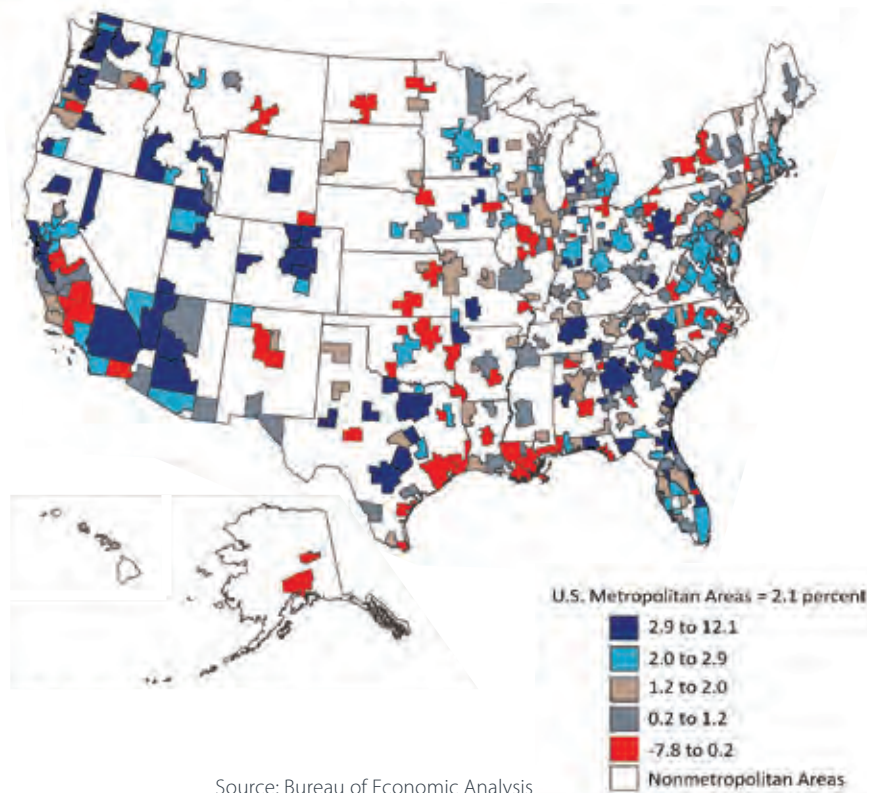 U.S. Metropolitan Areas = 2.1 percent
2.9 to 12.1
2.0 to 2.9
1.2 to 2.0
0.2 to 1.2
-7.8 to 0.2
Nonmetropolitan Areas
Source: Bureau of Economic Analysis